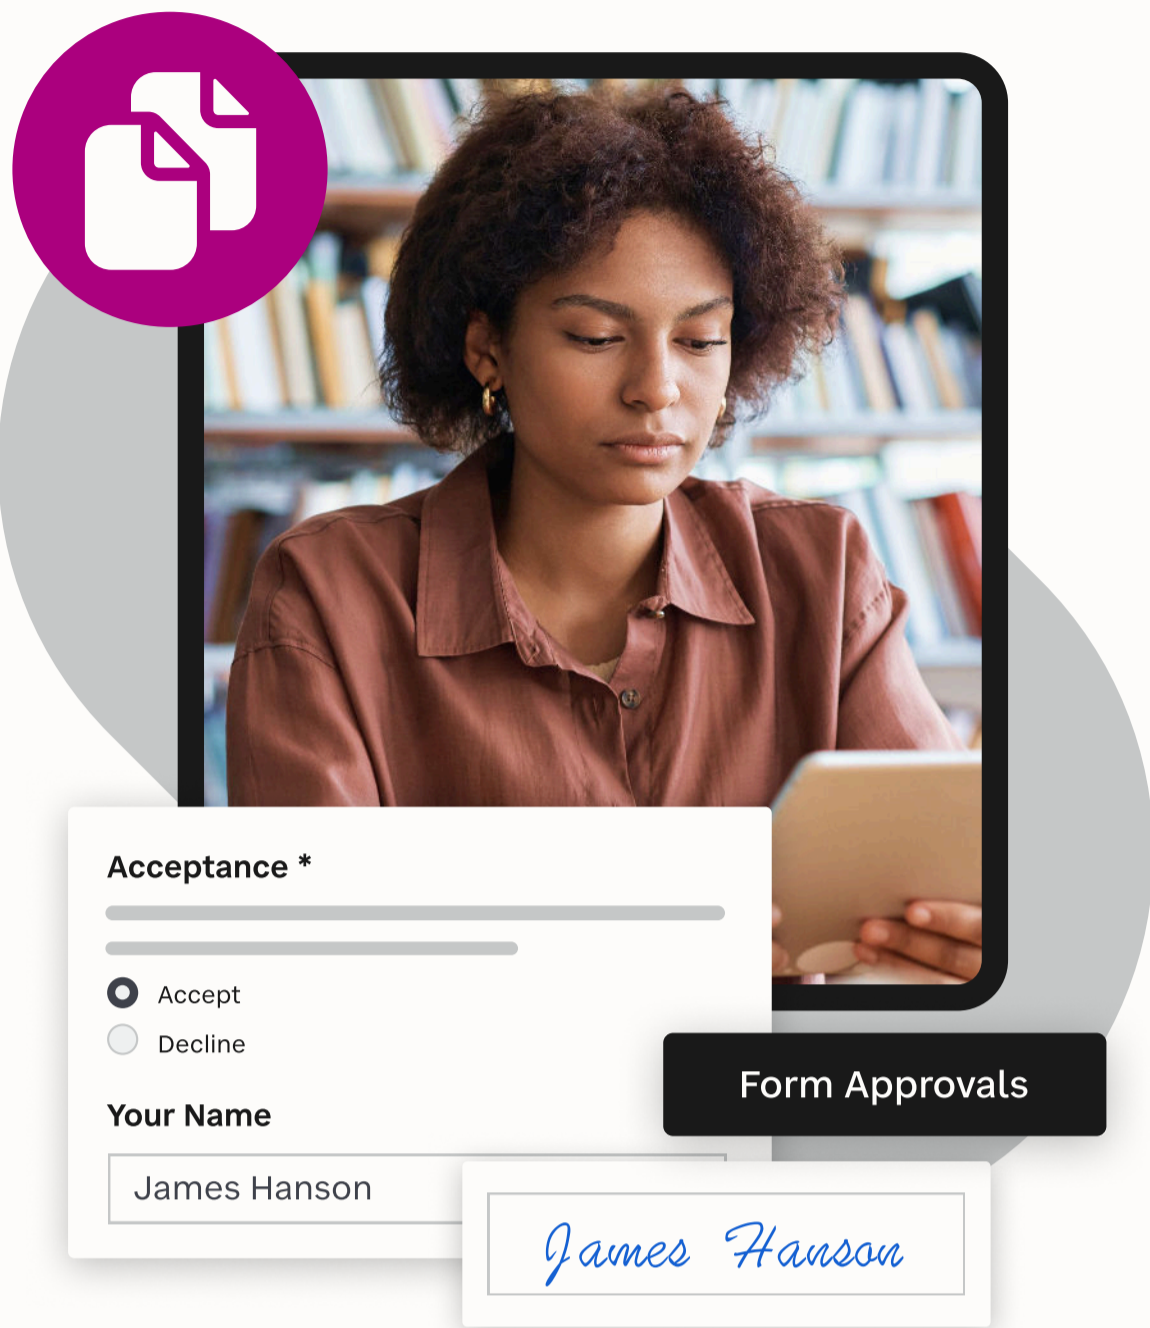 Acceptance *
Accept
Decline
Form Approvals
Your Name
James Hanson
James Hanson